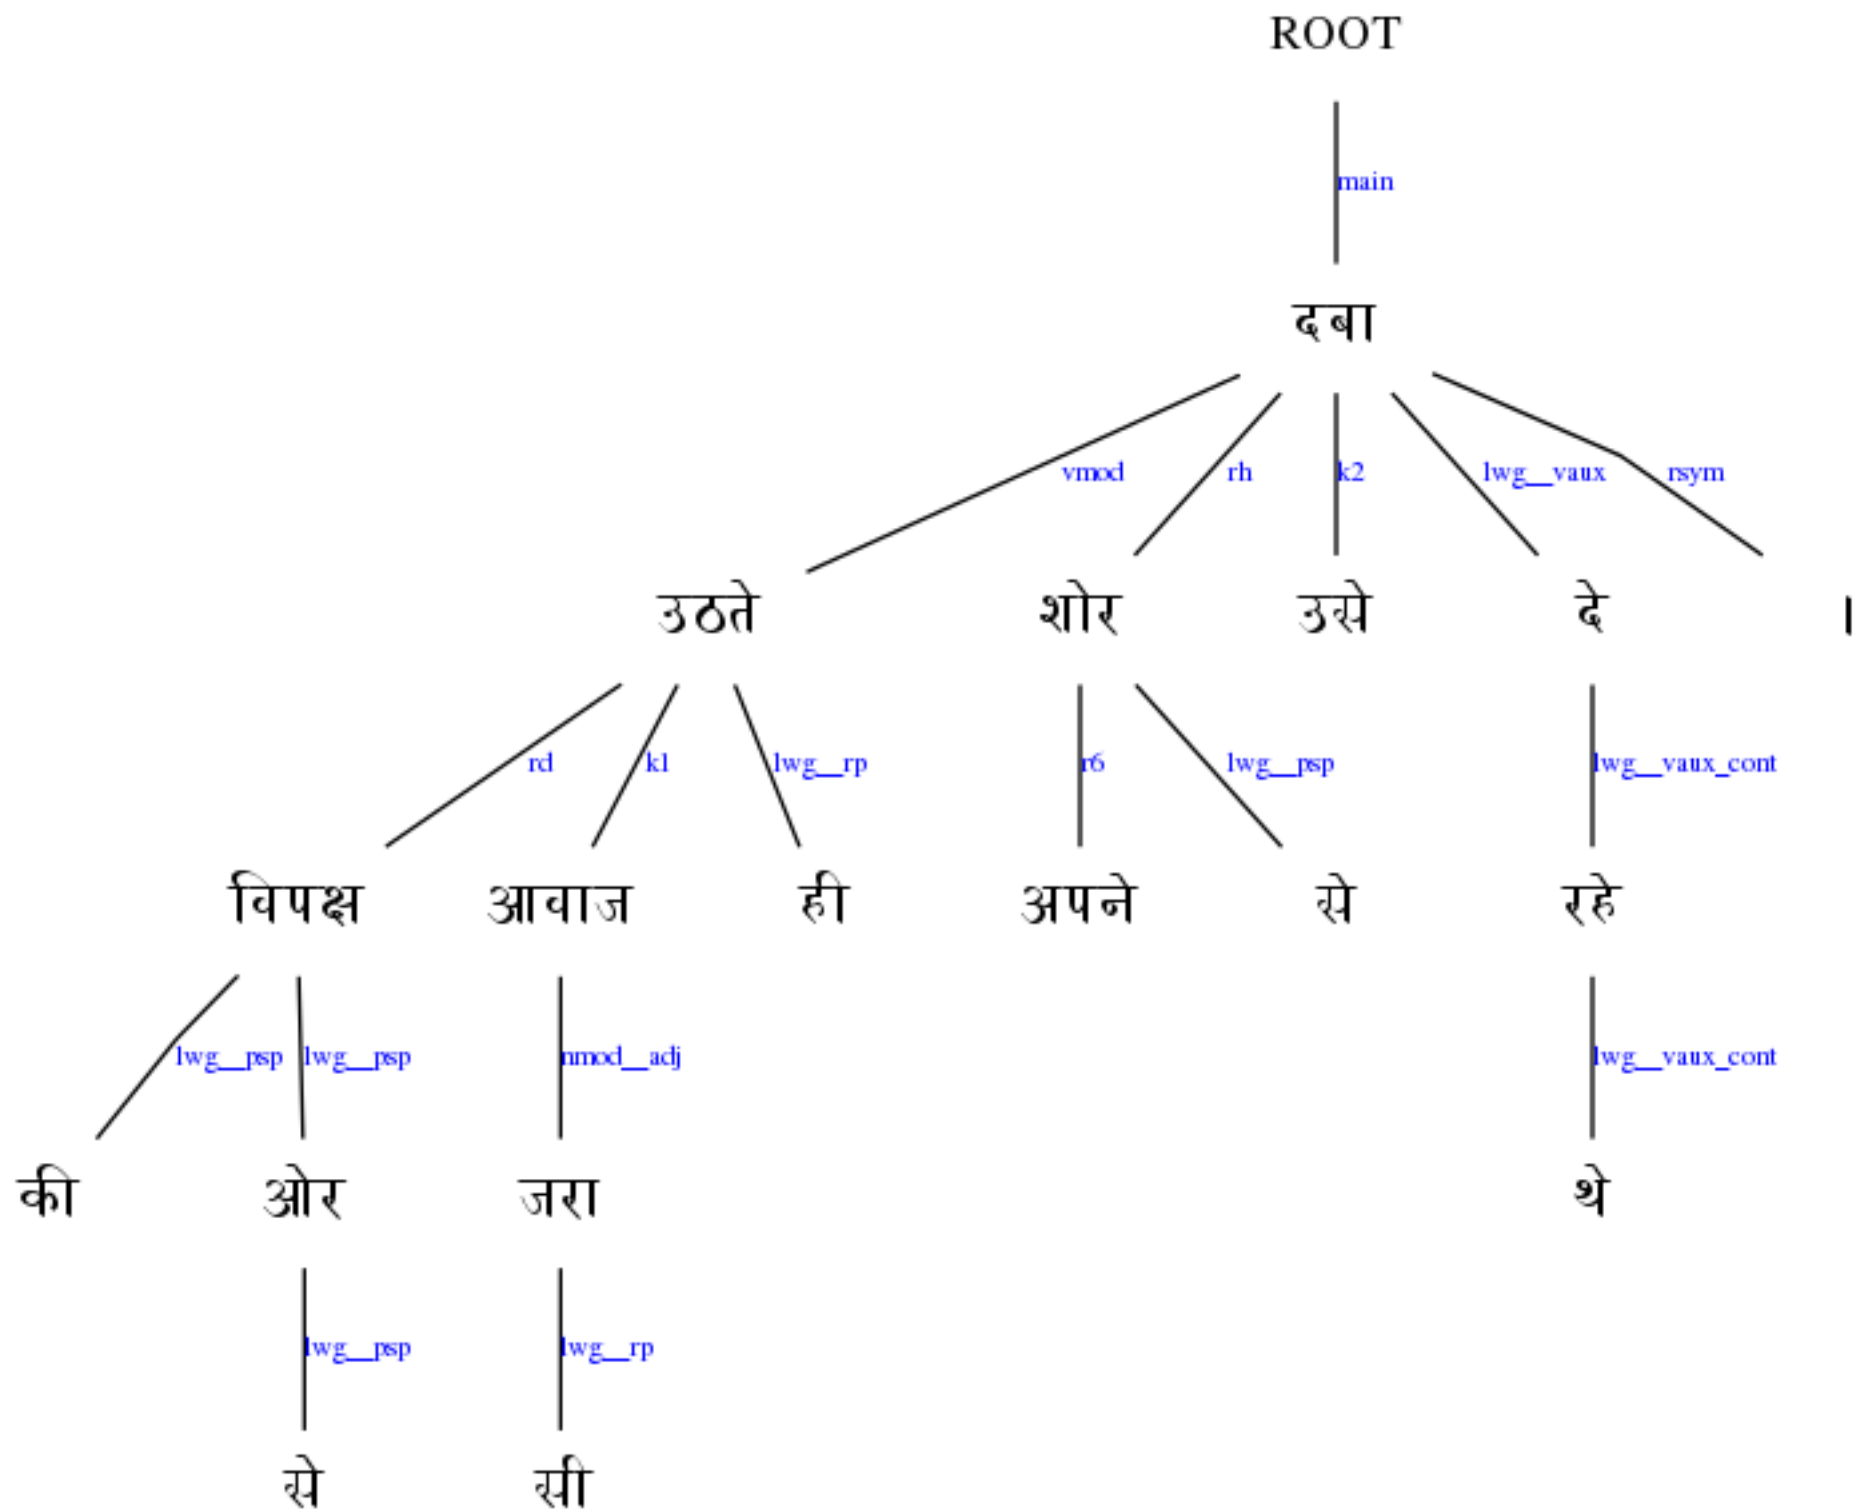 ROOT
main
दबा
vmod rh k2 lwg__vaux rsym
उठते शोर उसे दे ।
rd k1 lwg__rp r6 lwg__psp lwg__vaux_cont
विपक्ष आवाज ही अपने से रहे
lwg__psp lwg__psp nmod__adj lwg__vaux_cont
की ओर जरा थे
lwg__psp lwg__rp
से सी